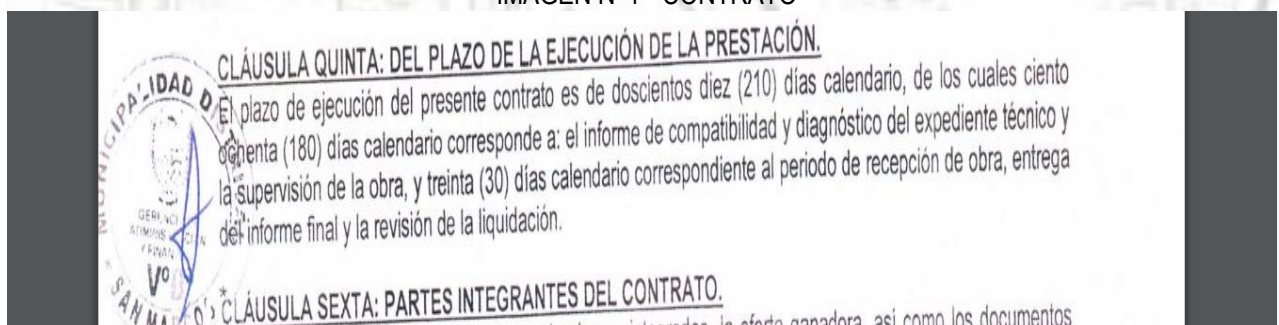 CLÁUSULA QUINTA: DEL PLAZO DE LA EJECUCIÓN DE LA PRESTACIÓN.
El plazo de ejecución del presente contrato es de doscientos diez (210) días calendario, de los cuales ciento
ochenta (180) días calendario corresponde a: el informe de compatibilidad y diagnóstico del expediente técnico y
la supervisión de la obra, y treinta (30) días calendario correspondiente al periodo de recepción de obra, entrega
del informe final y la revisión de la liquidación.
CLÁUSULA SEXTA: PARTES INTEGRANTES DEL CONTRATO.
la oferta ganadora, así como los documentos
Vº